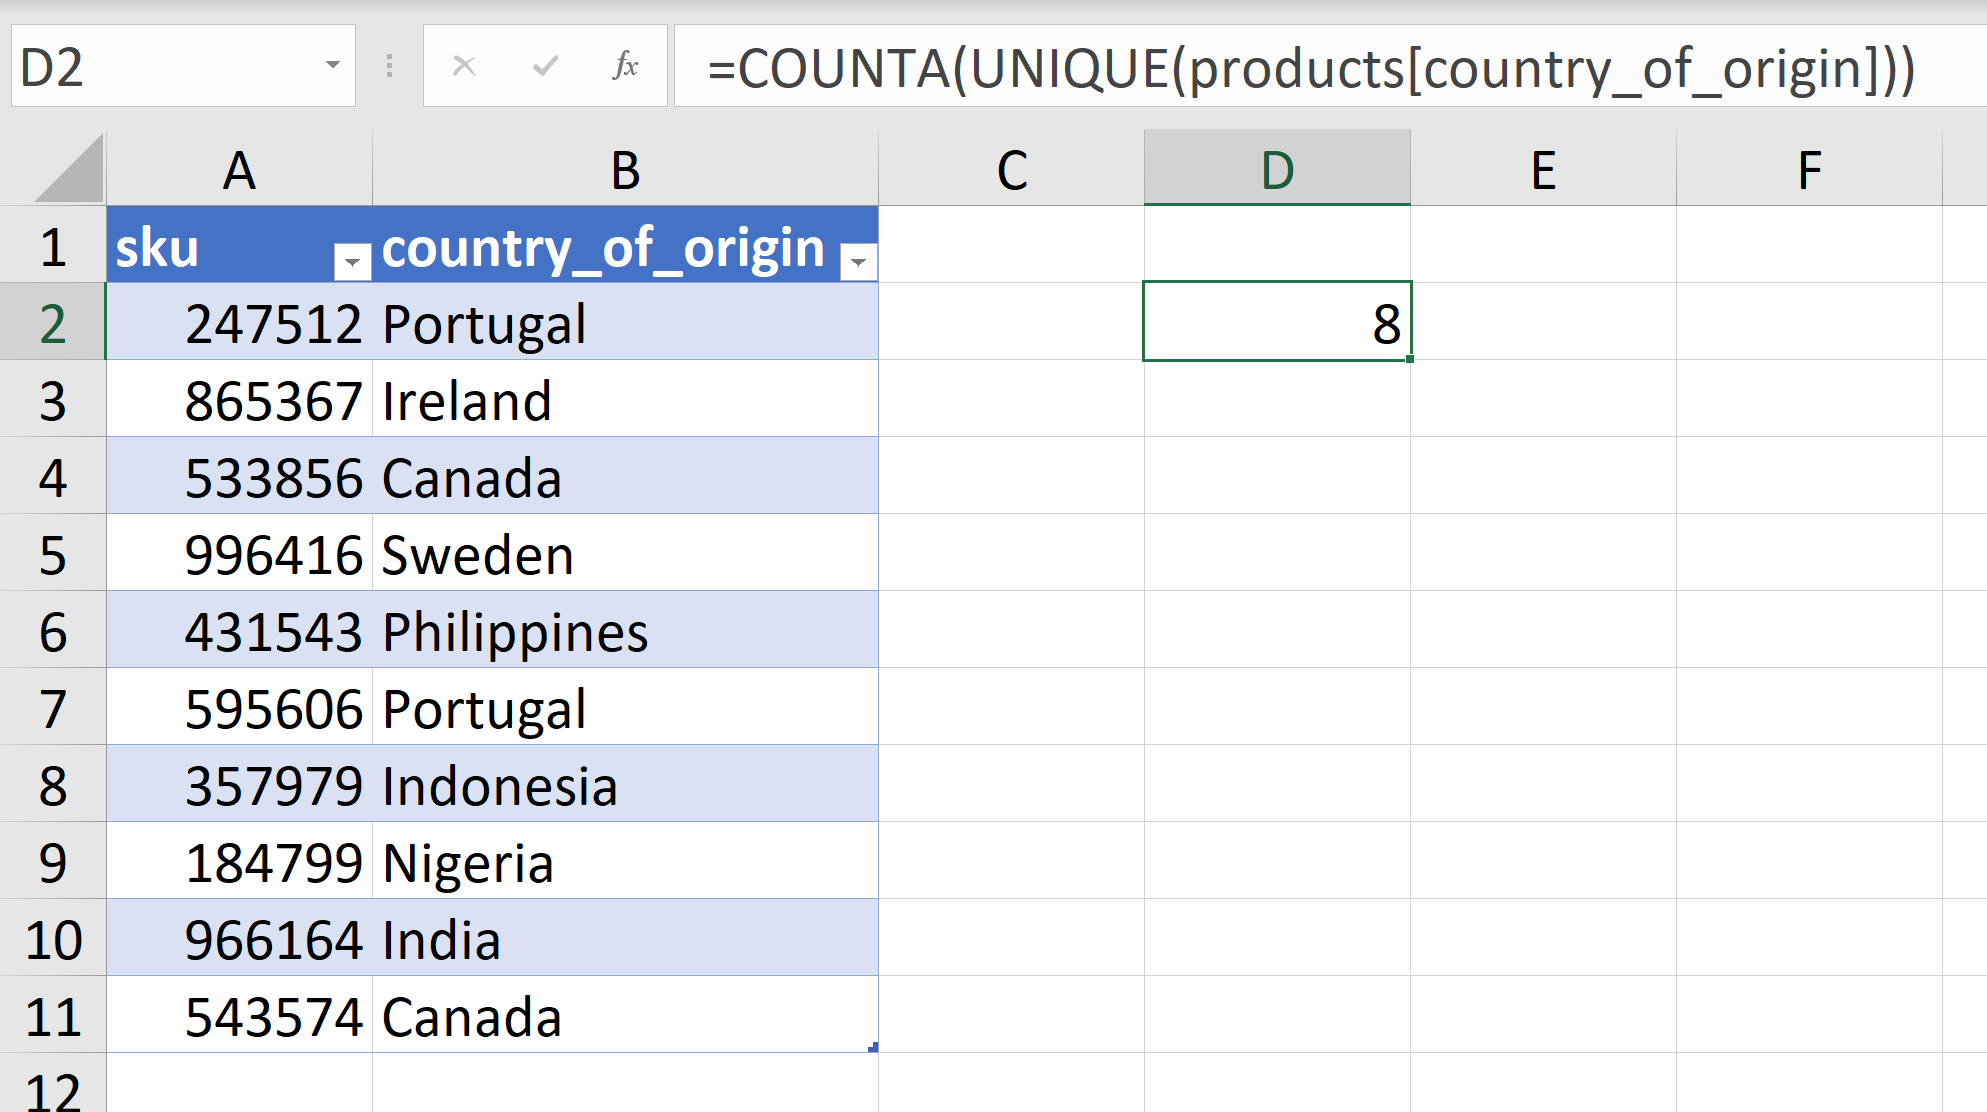 D2 fx =COUNTA(UNIQUE(products[country_of_origin]))
A B C D E F
1 sku country_of_origin
2 247512 Portugal 8
3 865367 Ireland
4 533856 Canada
5 996416 Sweden
6 431543 Philippines
7 595606 Portugal
8 357979 Indonesia
9 184799 Nigeria
10 966164 India
11 543574 Canada
12